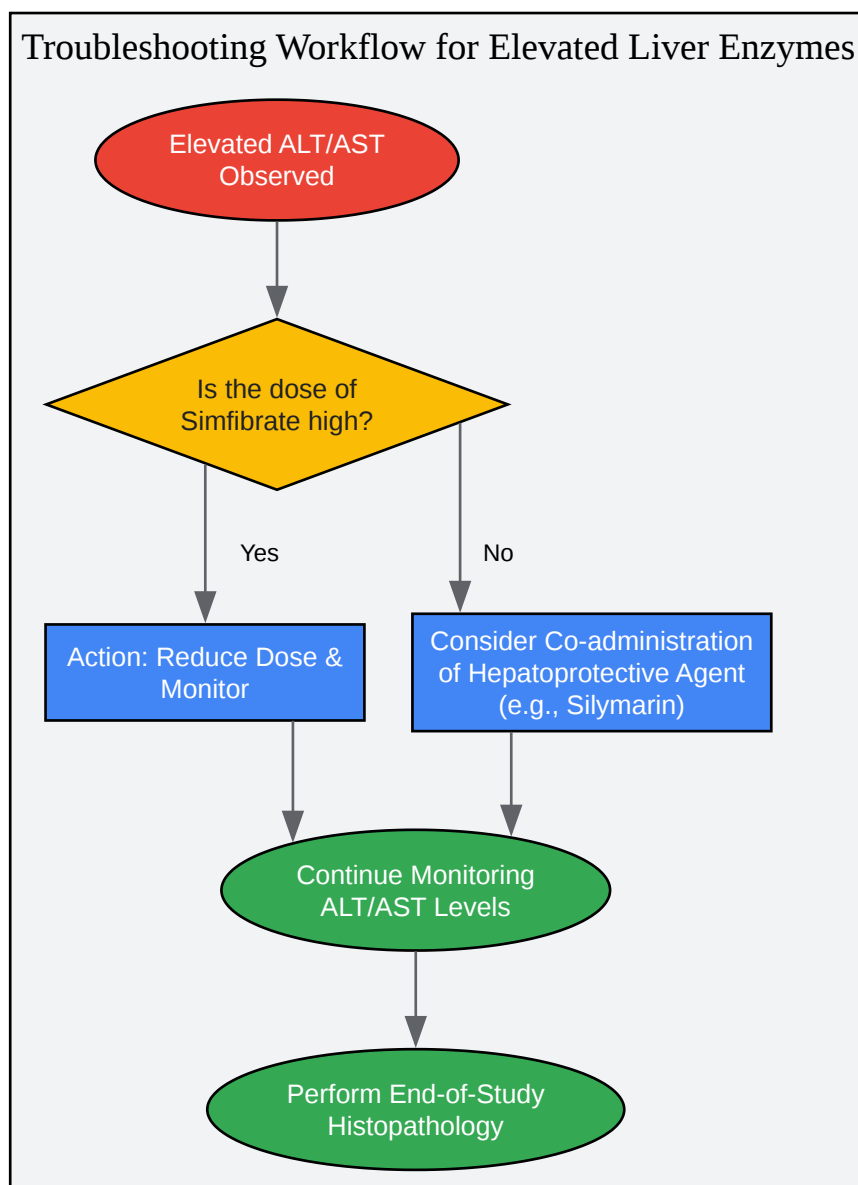 Troubleshooting Workflow for Elevated Liver Enzymes
Elevated ALT/AST
Observed
Is the dose of
Simfibrate high?
Yes
No
Action: Reduce Dose &
Monitor
Consider Co-administration
of Hepatoprotective Agent
(e.g., Silymarin)
Continue Monitoring
ALT/AST Levels
Perform End-of-Study
Histopathology